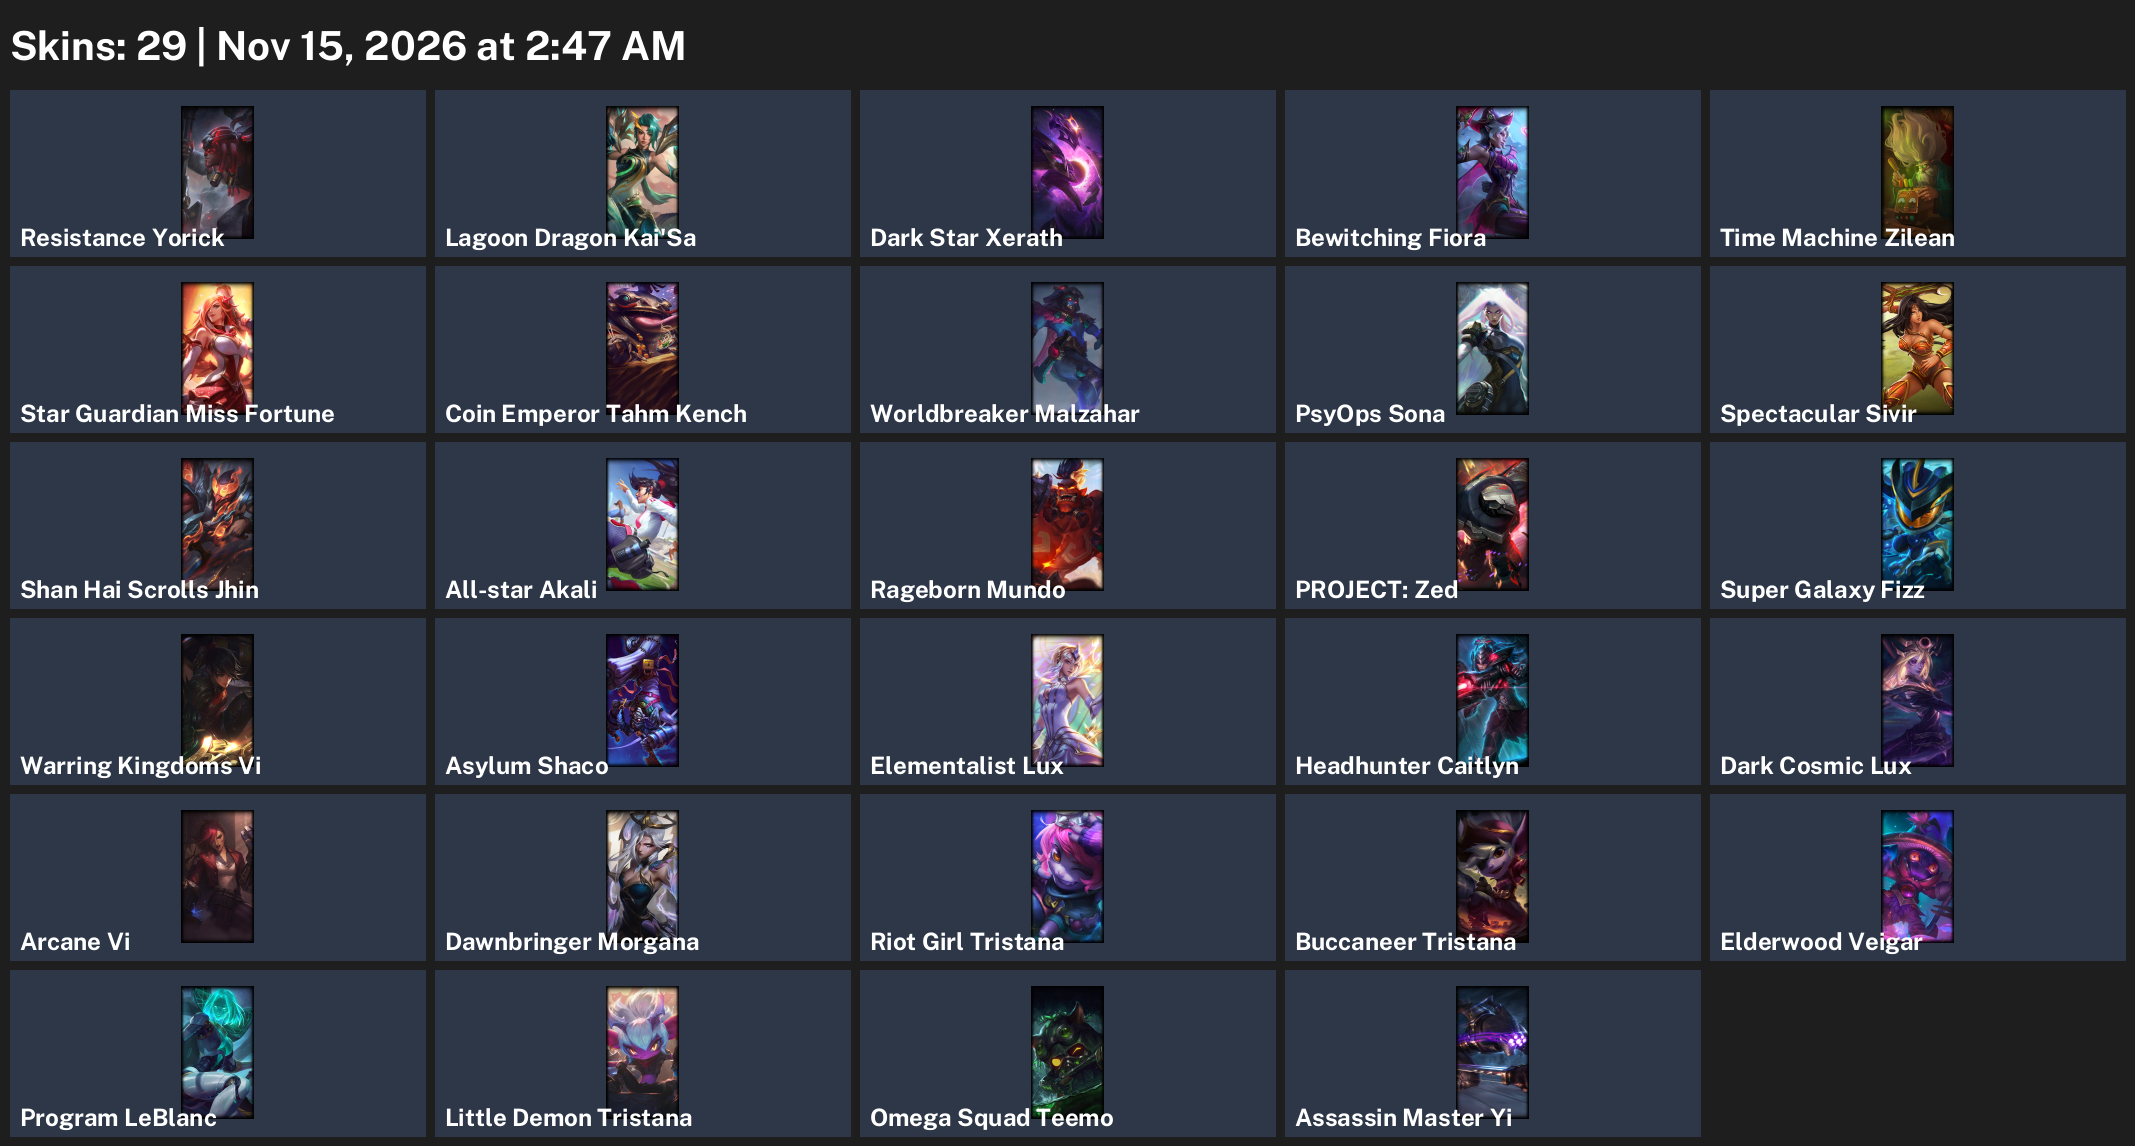 Skins: 29 | Nov 15, 2026 at 2:47 AM
Resistance Yorick
Lagoon Dragon Kai'Sa
Dark Star Xerath
Bewitching Fiora
Time Machine Zilean
Star Guardian Miss Fortune
Coin Emperor Tahm Kench
Worldbreaker Malzahar
PsyOps Sona
Spectacular Sivir
Shan Hai Scrolls Jhin
All-star Akali
Rageborn Mundo
PROJECT: Zed
Super Galaxy Fizz
Warring Kingdoms Vi
Asylum Shaco
Elementalist Lux
Headhunter Caitlyn
Dark Cosmic Lux
Arcane Vi
Dawnbringer Morgana
Riot Girl Tristana
Buccaneer Tristana
Elderwood Veigar
Program LeBlanc
Little Demon Tristana
Omega Squad Teemo
Assassin Master Yi